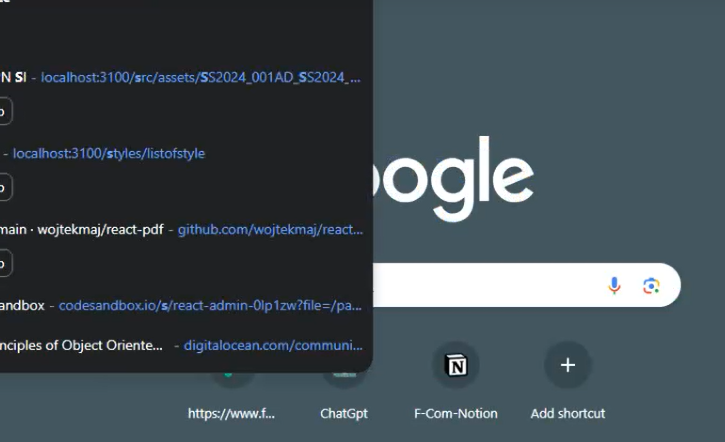 N SI - localhost:3100/src/assets/SS2024_001AD_SS2024_...
- localhost:3100/styles/listofstyle
oogle
main · wojtekmaj/react-pdf - github.com/wojtekmaj/react...
andbox - codesandbox.io/s/react-admin-0lp1zw?file=/pa...
nciples of Object Oriente... - digitalocean.com/communi...
https://www.f...
ChatGpt
F-Com-Notion
Add shortcut